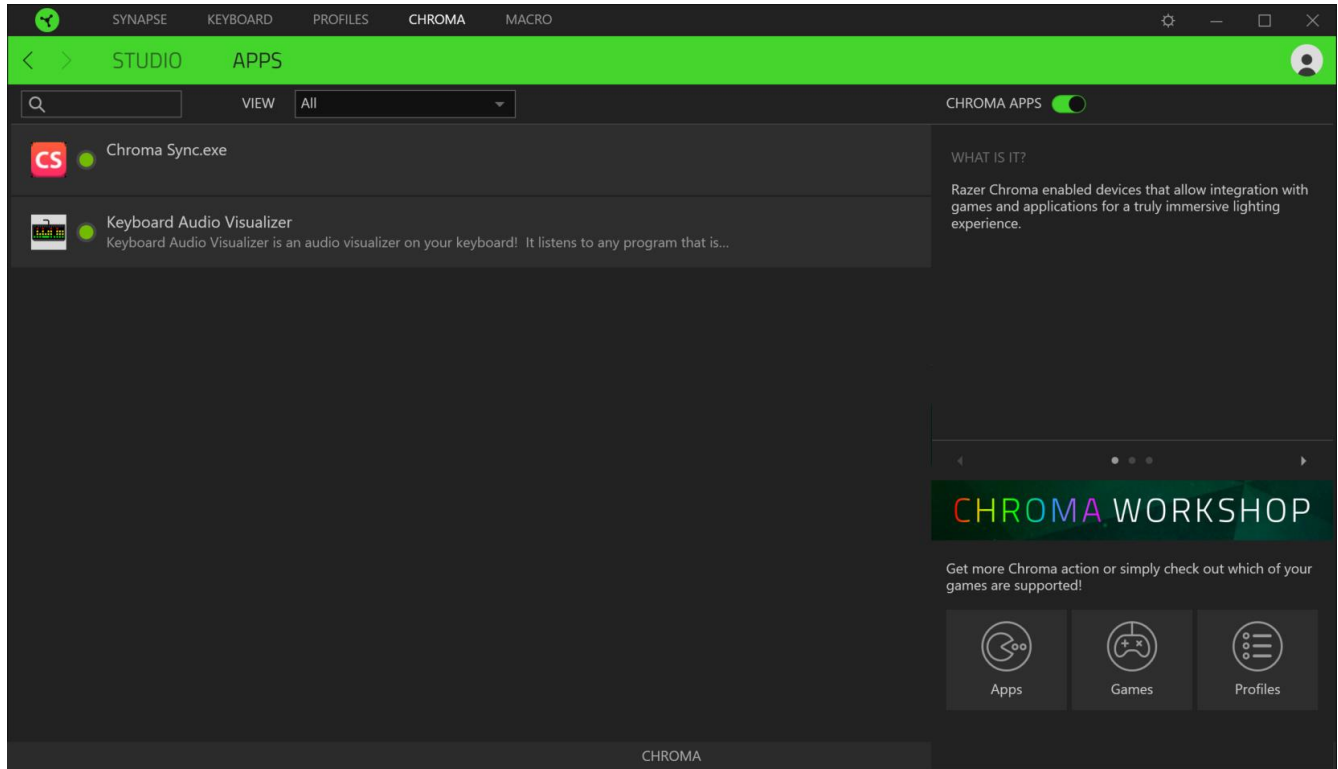 SYNAPSE KEYBOARD PROFILES CHROMA MACRO
STUDIO APPS
VIEW All CHROMA APPS
CS Chroma Sync.exe
WHAT IS IT?
Razer Chroma enabled devices that allow integration with
games and applications for a truly immersive lighting
experience.
Keyboard Audio Visualizer
Keyboard Audio Visualizer is an audio visualizer on your keyboard! It listens to any program that is...
CHROMA WORKSHOP
Get more Chroma action or simply check out which of your
games are supported!
Apps Games Profiles
CHROMA